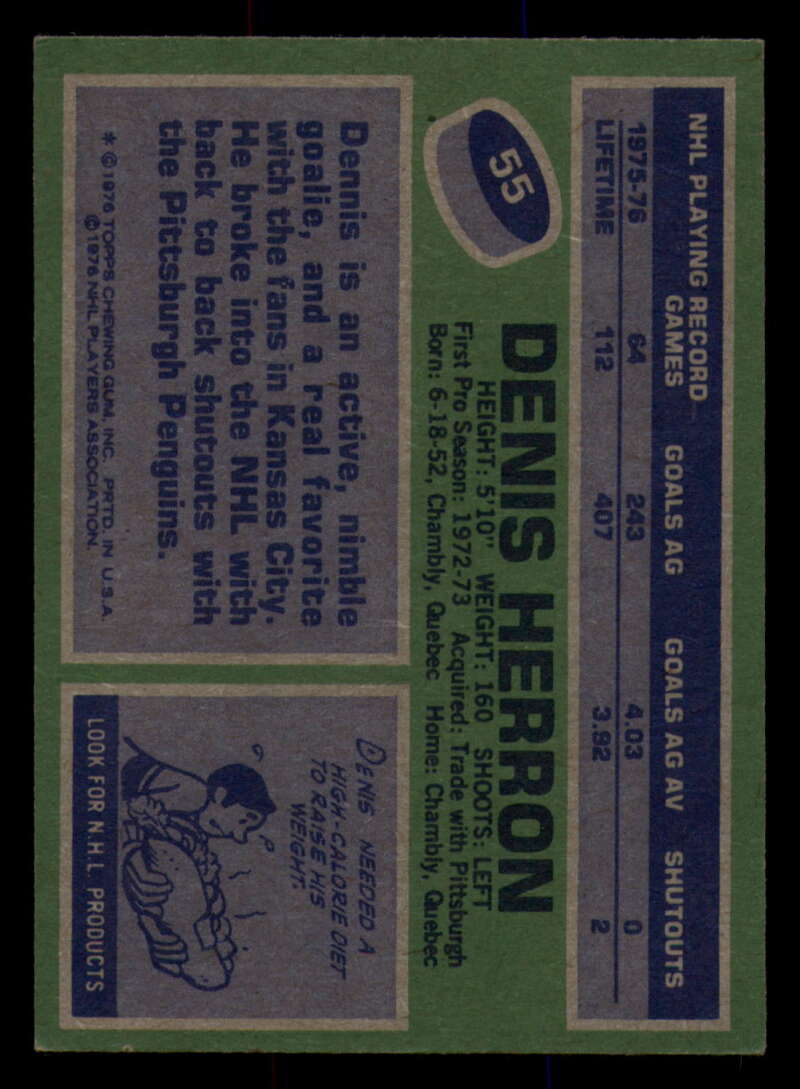 NHL PLAYING RECORD
GAMES GOALS AG GOALS AG AV SHUTOUTS
1975-76 64 243 4.03 0
LIFETIME 112 407 3.92 2
55
DENIS HERRON
HEIGHT: 5'10" WEIGHT: 160 SHOOTS: LEFT
First Pro Season: 1972-73 Acquired: Trade with Pittsburgh
Born: 6-18-52, Chambly, Quebec Home: Chambly, Quebec
Dennis is an active, nimble
goalie, and a real favorite
with the fans in Kansas City.
He broke into the NHL with
back to back shutouts with
the Pittsburgh Penguins.
* ©1976 TOPPS CHEWING GUM, INC. PRTD. IN U.S.A.
©1976 NHL PLAYERS ASSOCIATION.
DENIS NEEDED A
HIGH-CALORIE DIET
TO RAISE HIS
WEIGHT.
LOOK FOR N.H.L. PRODUCTS